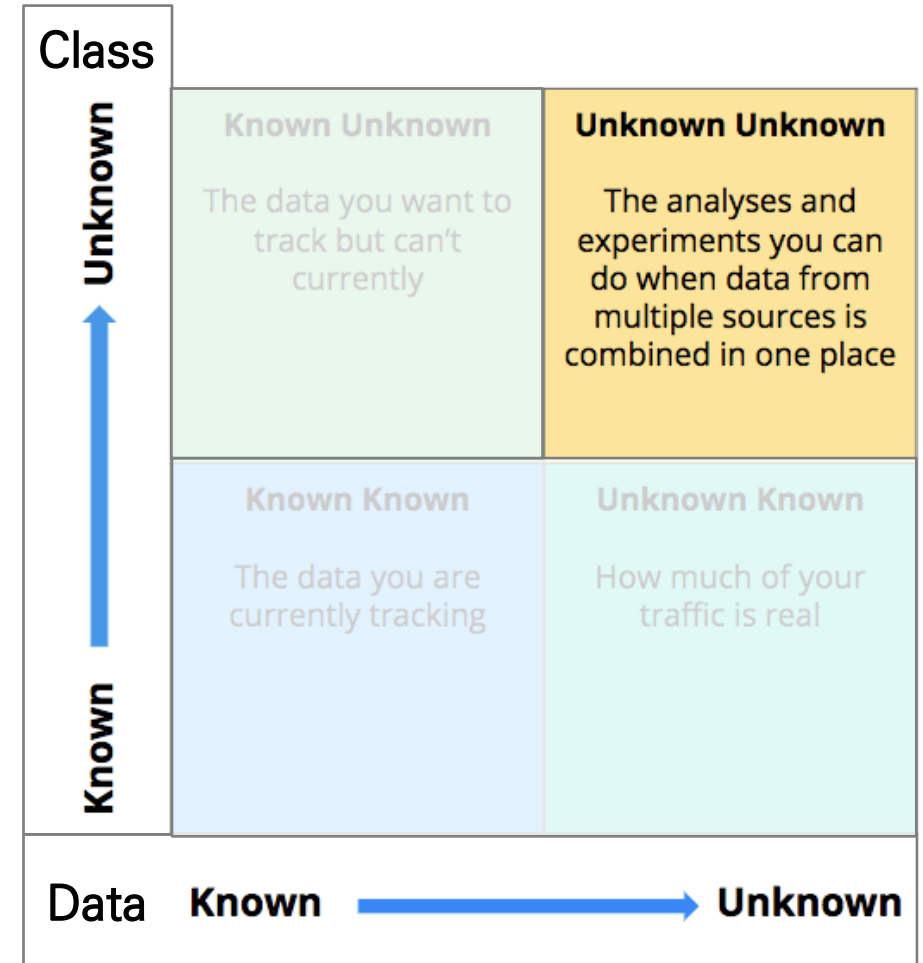 Class
Unknown
Known
Known Unknown
The data you want to
track but can't
currently
Unknown Unknown
The analyses and
experiments you can
do when data from
multiple sources is
combined in one place
Known Known
The data you are
currently tracking
Unknown Known
How much of your
traffic is real
Data
Known
Unknown